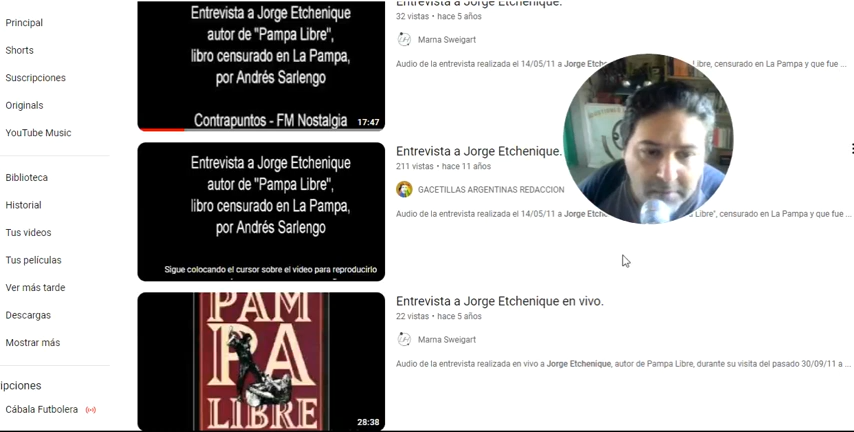 Principal
Shorts
Suscripciones
Originals
YouTube Music
Biblioteca
Historial
Tus videos
Tus películas
Ver más tarde
Descargas
Mostrar más
ipciones
Cábala Futbolera
Entrevista a Jorge Etchenique
autor de "Pampa Libre",
libro censurado en La Pampa,
por Andrés Sarlengo
Contrapuntos - FM Nostalgia
17:47
Entrevista a Jorge Etchenique.
32 vistas • hace 5 años
Marna Sweigart
Audio de la entrevista realizada el 14/05/11 a Jorge Etche Libre, censurado en La Pampa y que fue ...
Entrevista a Jorge Etchenique
autor de "Pampa Libre",
libro censurado en La Pampa,
por Andrés Sarlengo
Sigue colocando el cursor sobre el video para reproducirlo
Entrevista a Jorge Etchenique.
211 vistas • hace 11 años
GACETILLAS ARGENTINAS REDACCION
Audio de la entrevista realizada el 14/05/11 a Jorge Etche Libre", censurado en La Pampa y que fue ...
PAM
PA
LIBRE
28:38
Entrevista a Jorge Etchenique en vivo.
22 vistas • hace 5 años
Marna Sweigart
Audio de la entrevista realizada en vivo a Jorge Etchenique, autor de Pampa Libre, durante su visita del pasado 30/09/11 a ...